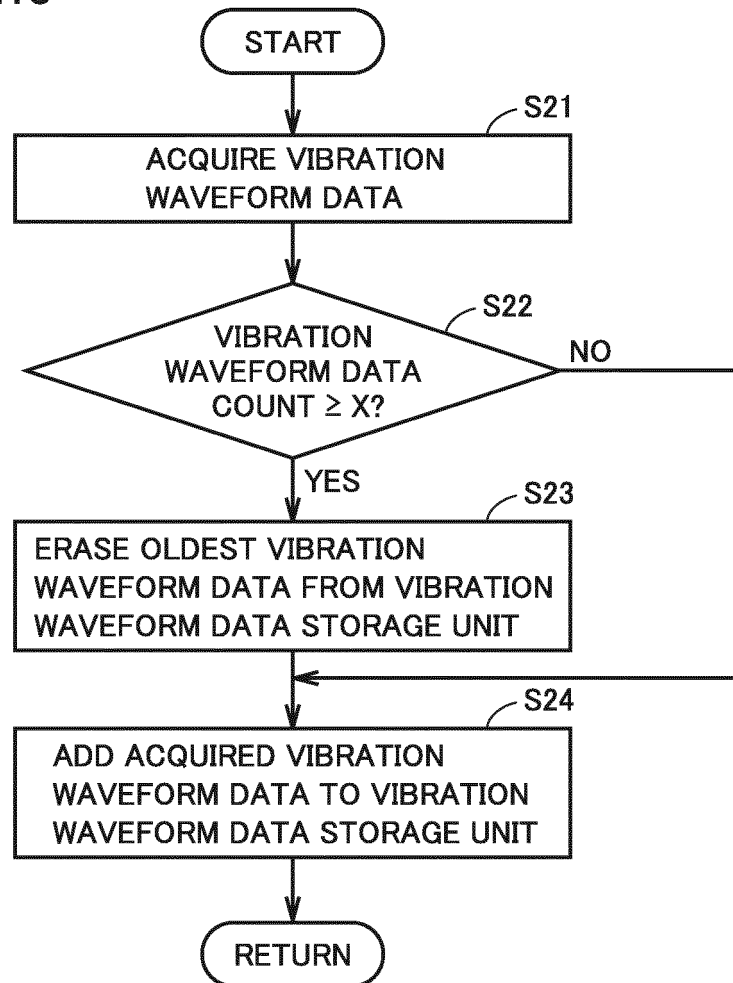 START
S21
ACQUIRE VIBRATION
WAVEFORM DATA
S22
VIBRATION
WAVEFORM DATA
COUNT ≧ X?
NO
YES
S23
ERASE OLDEST VIBRATION
WAVEFORM DATA FROM VIBRATION
WAVEFORM DATA STORAGE UNIT
S24
ADD ACQUIRED VIBRATION
WAVEFORM DATA TO VIBRATION
WAVEFORM DATA STORAGE UNIT
RETURN